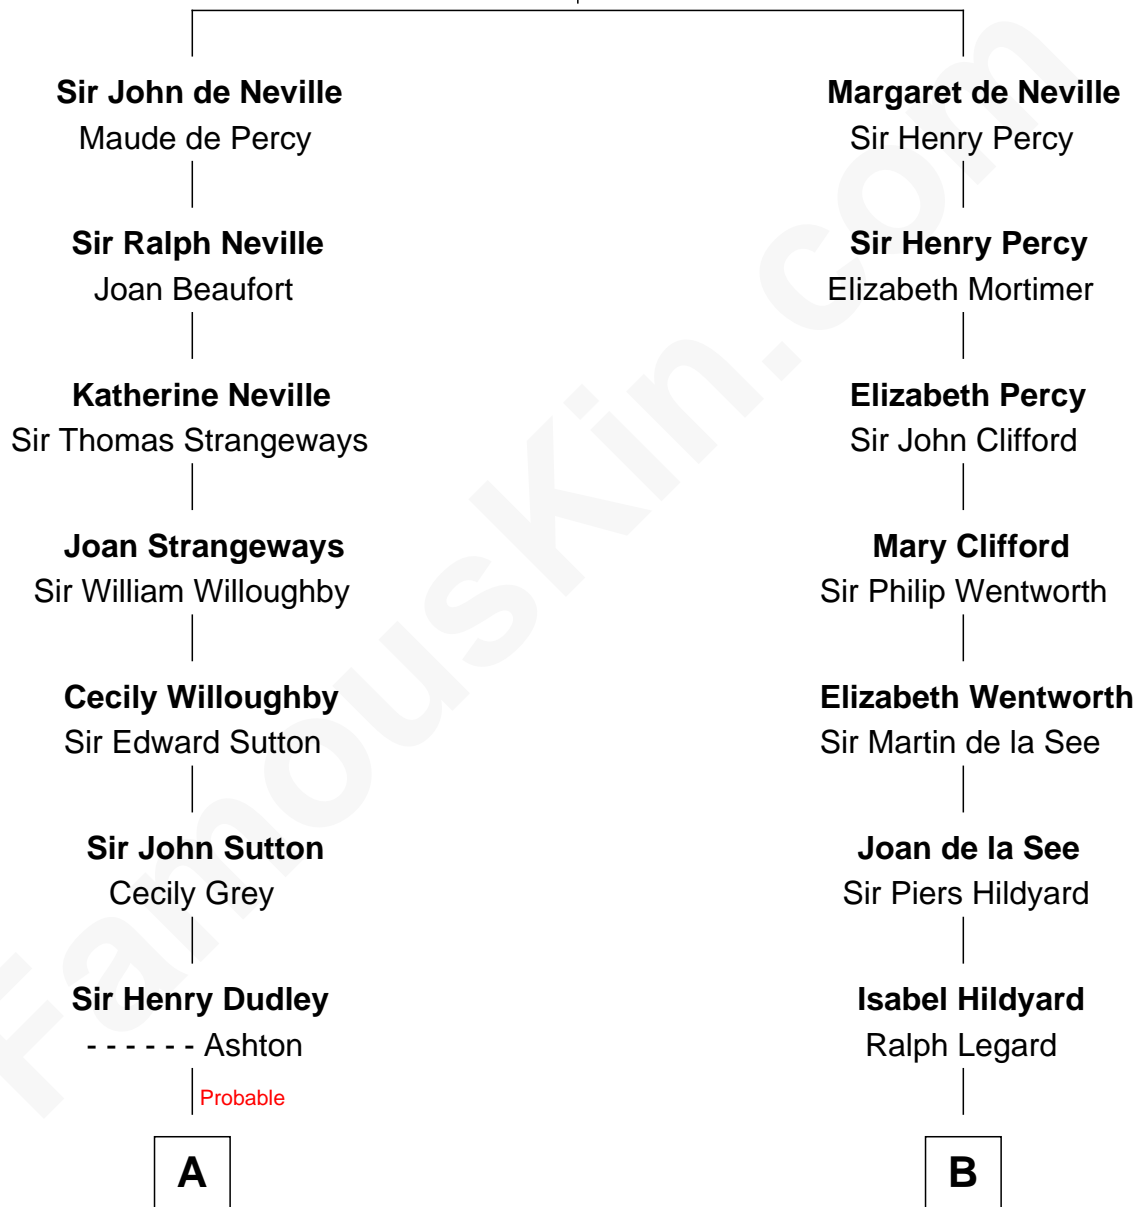 Sir John de Neville
Maude de Percy
Sir Ralph Neville
Joan Beaufort
Katherine Neville
Sir Thomas Strangeways
Joan Strangeways
Sir William Willoughby
Cecily Willoughby
Sir Edward Sutton
Sir John Sutton
Cecily Grey
Sir Henry Dudley
- - - - - - Ashton
Probable
A
Margaret de Neville
Sir Henry Percy
Sir Henry Percy
Elizabeth Mortimer
Elizabeth Percy
Sir John Clifford
Mary Clifford
Sir Philip Wentworth
Elizabeth Wentworth
Sir Martin de la See
Joan de la See
Sir Piers Hildyard
Isabel Hildyard
Ralph Legard
B
FamousKin.com